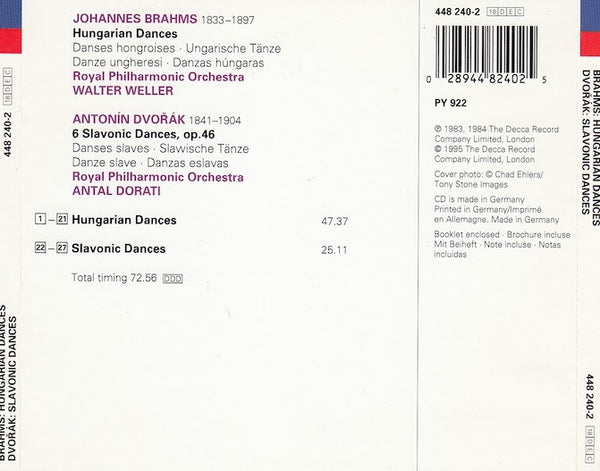 JOHANNES BRAHMS 1833–1897
Hungarian Dances
Danses hongroises · Ungarische Tänze
Danze ungheresi · Danzas húngaras
Royal Philharmonic Orchestra
WALTER WELLER
ANTONÍN DVOŘÁK 1841–1904
6 Slavonic Dances, op.46
Danses slaves · Slawische Tänze
Danze slave · Danzas eslavas
Royal Philharmonic Orchestra
ANTAL DORATI
1 – 21 Hungarian Dances 47.37
22 – 27 Slavonic Dances 25.11
Total timing 72.56 DDD
448 240-2 18 DEC
0 28944 82402 5
PY 922
℗ 1983, 1984 The Decca Record
Company Limited, London
© 1995 The Decca Record
Company Limited, London
Cover photo: © Chad Ehlers/
Tony Stone Images
CD is made in Germany
Printed in Germany/Imprimé
en Allemagne. Made in Germany
Booklet enclosed · Brochure incluse
Mit Beiheft · Note incluse · Notas
incluidas
448 240-2 18 DEC
BRAHMS: HUNGARIAN DANCES
DVOŘÁK: SLAVONIC DANCES
BRAHMS: HUNGARIAN DANCES
DVOŘÁK: SLAVONIC DANCES
448 240-2 18 DEC